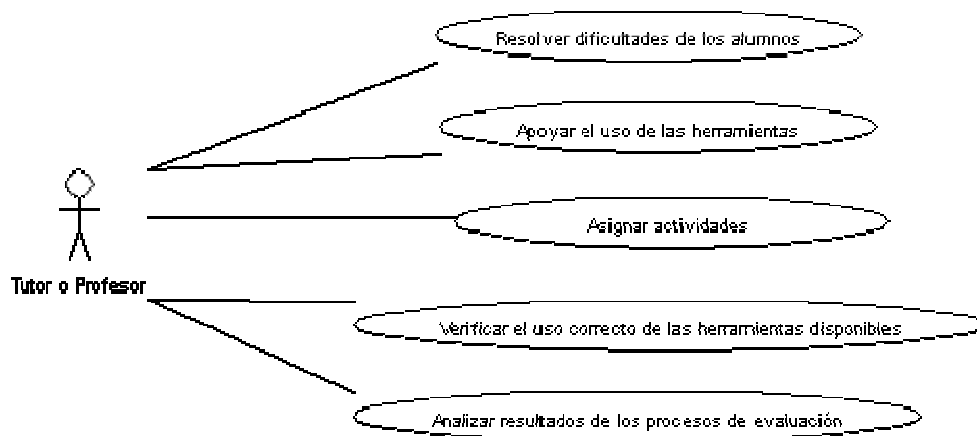 Resolver dificultades de los alumnos
Apoyar el uso de las herramientas
Asignar actividades
Tutor o Profesor
Verificar el uso correcto de las herramientas disponibles
Analizar resultados de los procesos de evaluación